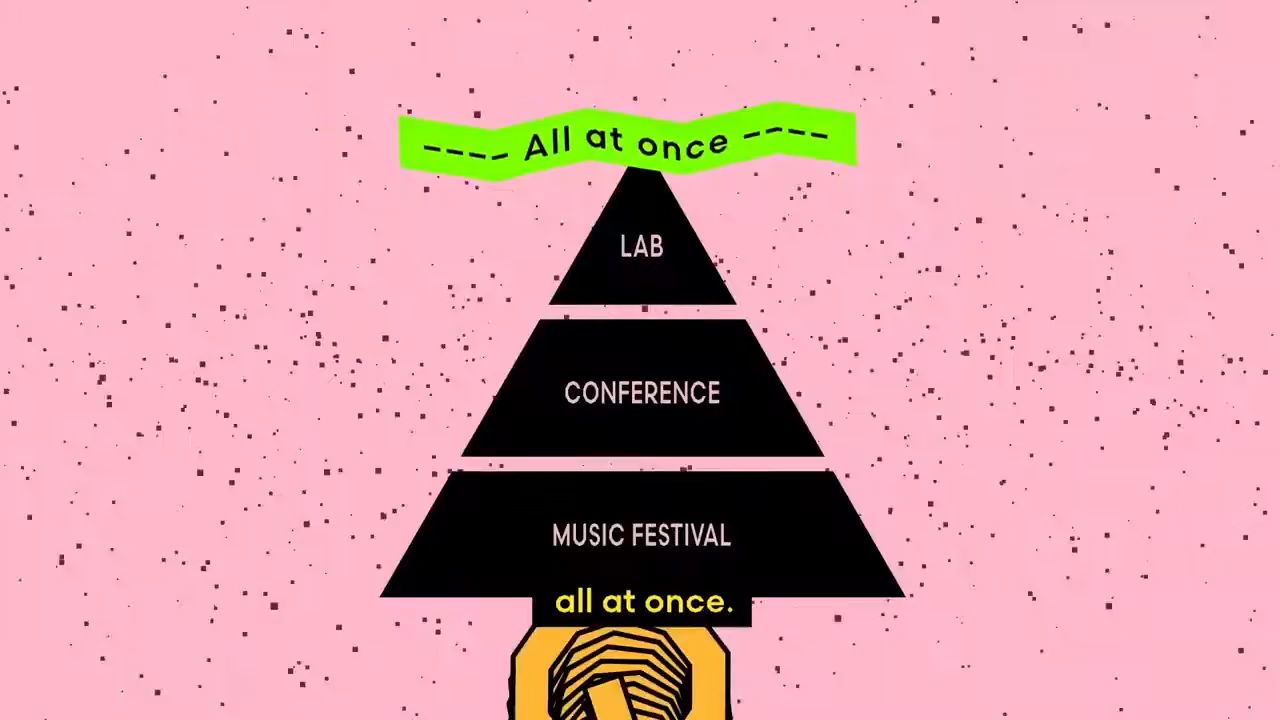 All at once
LAB
CONFERENCE
MUSIC FESTIVAL
all at once.